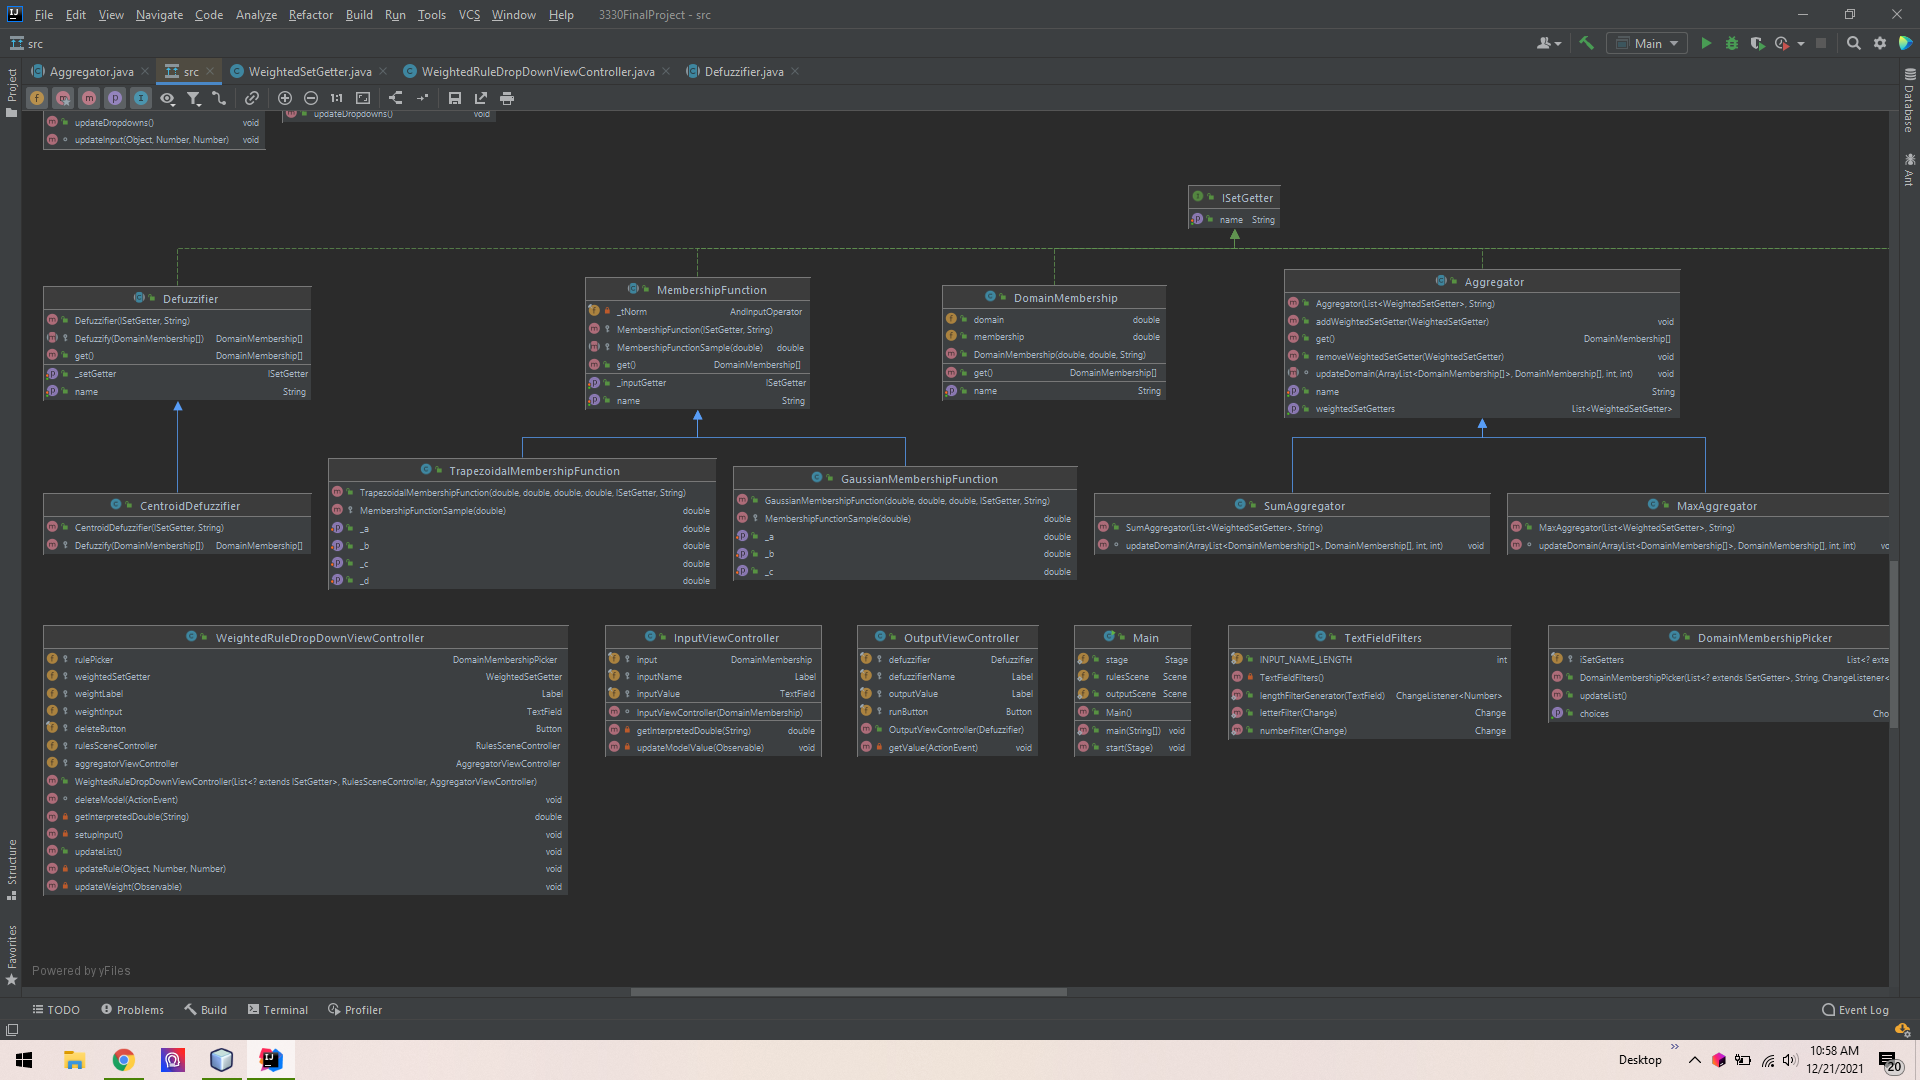 File Edit View Navigate Code Analyze Refactor Build Run Tools VCS Window Help 3330FinalProject - src
src
Main
Aggregator.java src WeightedSetGetter.java WeightedRuleDropDownViewController.java Defuzzifier.java
1:1
Project
Structure
Favorites
Database
Ant
updateDropdowns() void
updateInput(Object, Number, Number) void
updateDropdowns() void
ISetGetter
name String
Defuzzifier
Defuzzifier(ISetGetter, String)
Defuzzify(DomainMembership[]) DomainMembership[]
get() DomainMembership[]
_setGetter ISetGetter
name String
MembershipFunction
_tNorm AndInputOperator
MembershipFunction(ISetGetter, String)
MembershipFunctionSample(double) double
get() DomainMembership[]
_inputGetter ISetGetter
name String
DomainMembership
domain double
membership double
DomainMembership(double, double, String)
get() DomainMembership[]
name String
Aggregator
Aggregator(List<WeightedSetGetter>, String)
addWeightedSetGetter(WeightedSetGetter) void
get() DomainMembership[]
removeWeightedSetGetter(WeightedSetGetter) void
updateDomain(ArrayList<DomainMembership[]>, DomainMembership[], int, int) void
name String
weightedSetGetters List<WeightedSetGetter>
CentroidDefuzzifier
CentroidDefuzzifier(ISetGetter, String)
Defuzzify(DomainMembership[]) DomainMembership[]
TrapezoidalMembershipFunction
TrapezoidalMembershipFunction(double, double, double, double, ISetGetter, String)
MembershipFunctionSample(double) double
_a double
_b double
_c double
_d double
GaussianMembershipFunction
GaussianMembershipFunction(double, double, double, ISetGetter, String)
MembershipFunctionSample(double) double
_a double
_b double
_c double
SumAggregator
SumAggregator(List<WeightedSetGetter>, String)
updateDomain(ArrayList<DomainMembership[]>, DomainMembership[], int, int) void
MaxAggregator
MaxAggregator(List<WeightedSetGetter>, String)
updateDomain(ArrayList<DomainMembership[]>, DomainMembership[], int, int) vo
WeightedRuleDropDownViewController
rulePicker DomainMembershipPicker
weightedSetGetter WeightedSetGetter
weightLabel Label
weightInput TextField
deleteButton Button
rulesSceneController RulesSceneController
aggregatorViewController AggregatorViewController
WeightedRuleDropDownViewController(List<? extends ISetGetter>, RulesSceneController, AggregatorViewController)
deleteModel(ActionEvent) void
getInterpretedDouble(String) double
setupInput() void
updateList() void
updateRule(Object, Number, Number) void
updateWeight(Observable) void
InputViewController
input DomainMembership
inputName Label
inputValue TextField
InputViewController(DomainMembership)
getInterpretedDouble(String) double
updateModelValue(Observable) void
OutputViewController
defuzzifier Defuzzifier
defuzzifierName Label
outputValue Label
runButton Button
OutputViewController(Defuzzifier)
getValue(ActionEvent) void
Main
stage Stage
rulesScene Scene
outputScene Scene
Main()
main(String[]) void
start(Stage) void
TextFieldFilters
INPUT_NAME_LENGTH int
TextFieldFilters()
lengthFilterGenerator(TextField) ChangeListener<Number>
letterFilter(Change) Change
numberFilter(Change) Change
DomainMembershipPicker
iSetGetters List<? exte
DomainMembershipPicker(List<? extends ISetGetter>, String, ChangeListener<
updateList()
choices Cho
Powered by yFiles
TODO Problems Build Terminal Profiler Event Log
Desktop 10:58 AM
12/21/2021
20